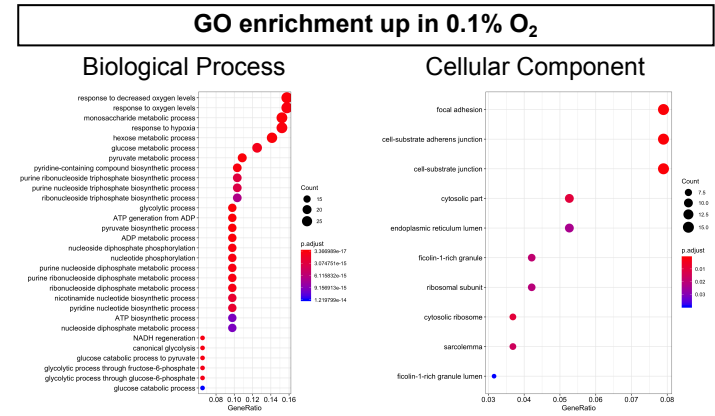 GO enrichment up in 0.1% O₂
Biological Process
response to decreased oxygen levels
response to oxygen levels
monosaccharide metabolic process
response to hypoxia
hexose metabolic process
glucose metabolic process
pyruvate metabolic process
pyridine-containing compound biosynthetic process
purine ribonucleoside triphosphate biosynthetic process
purine nucleoside triphosphate biosynthetic process
ribonucleoside triphosphate biosynthetic process
glycolytic process
ATP generation from ADP
pyruvate biosynthetic process
ADP metabolic process
nucleoside diphosphate phosphorylation
nucleotide phosphorylation
purine nucleoside diphosphate metabolic process
purine ribonucleoside diphosphate metabolic process
ribonucleoside diphosphate metabolic process
nicotinamide nucleotide biosynthetic process
pyridine nucleotide biosynthetic process
ATP biosynthetic process
nucleoside diphosphate metabolic process
NADH regeneration
canonical glycolysis
glucose catabolic process to pyruvate
glycolytic process through fructose-6-phosphate
glycolytic process through glucose-6-phosphate
glucose catabolic process
0.08 0.10 0.12 0.14 0.16
GeneRatio
Count
15
20
25
p.adjust
3.366989e-17
3.074751e-15
6.115832e-15
9.156913e-15
1.219799e-14
Cellular Component
focal adhesion
cell-substrate adherens junction
cell-substrate junction
cytosolic part
endoplasmic reticulum lumen
ficolin-1-rich granule
ribosomal subunit
cytosolic ribosome
sarcolemma
ficolin-1-rich granule lumen
0.03 0.04 0.05 0.06 0.07 0.08
GeneRatio
Count
7.5
10.0
12.5
15.0
p.adjust
0.01
0.02
0.03